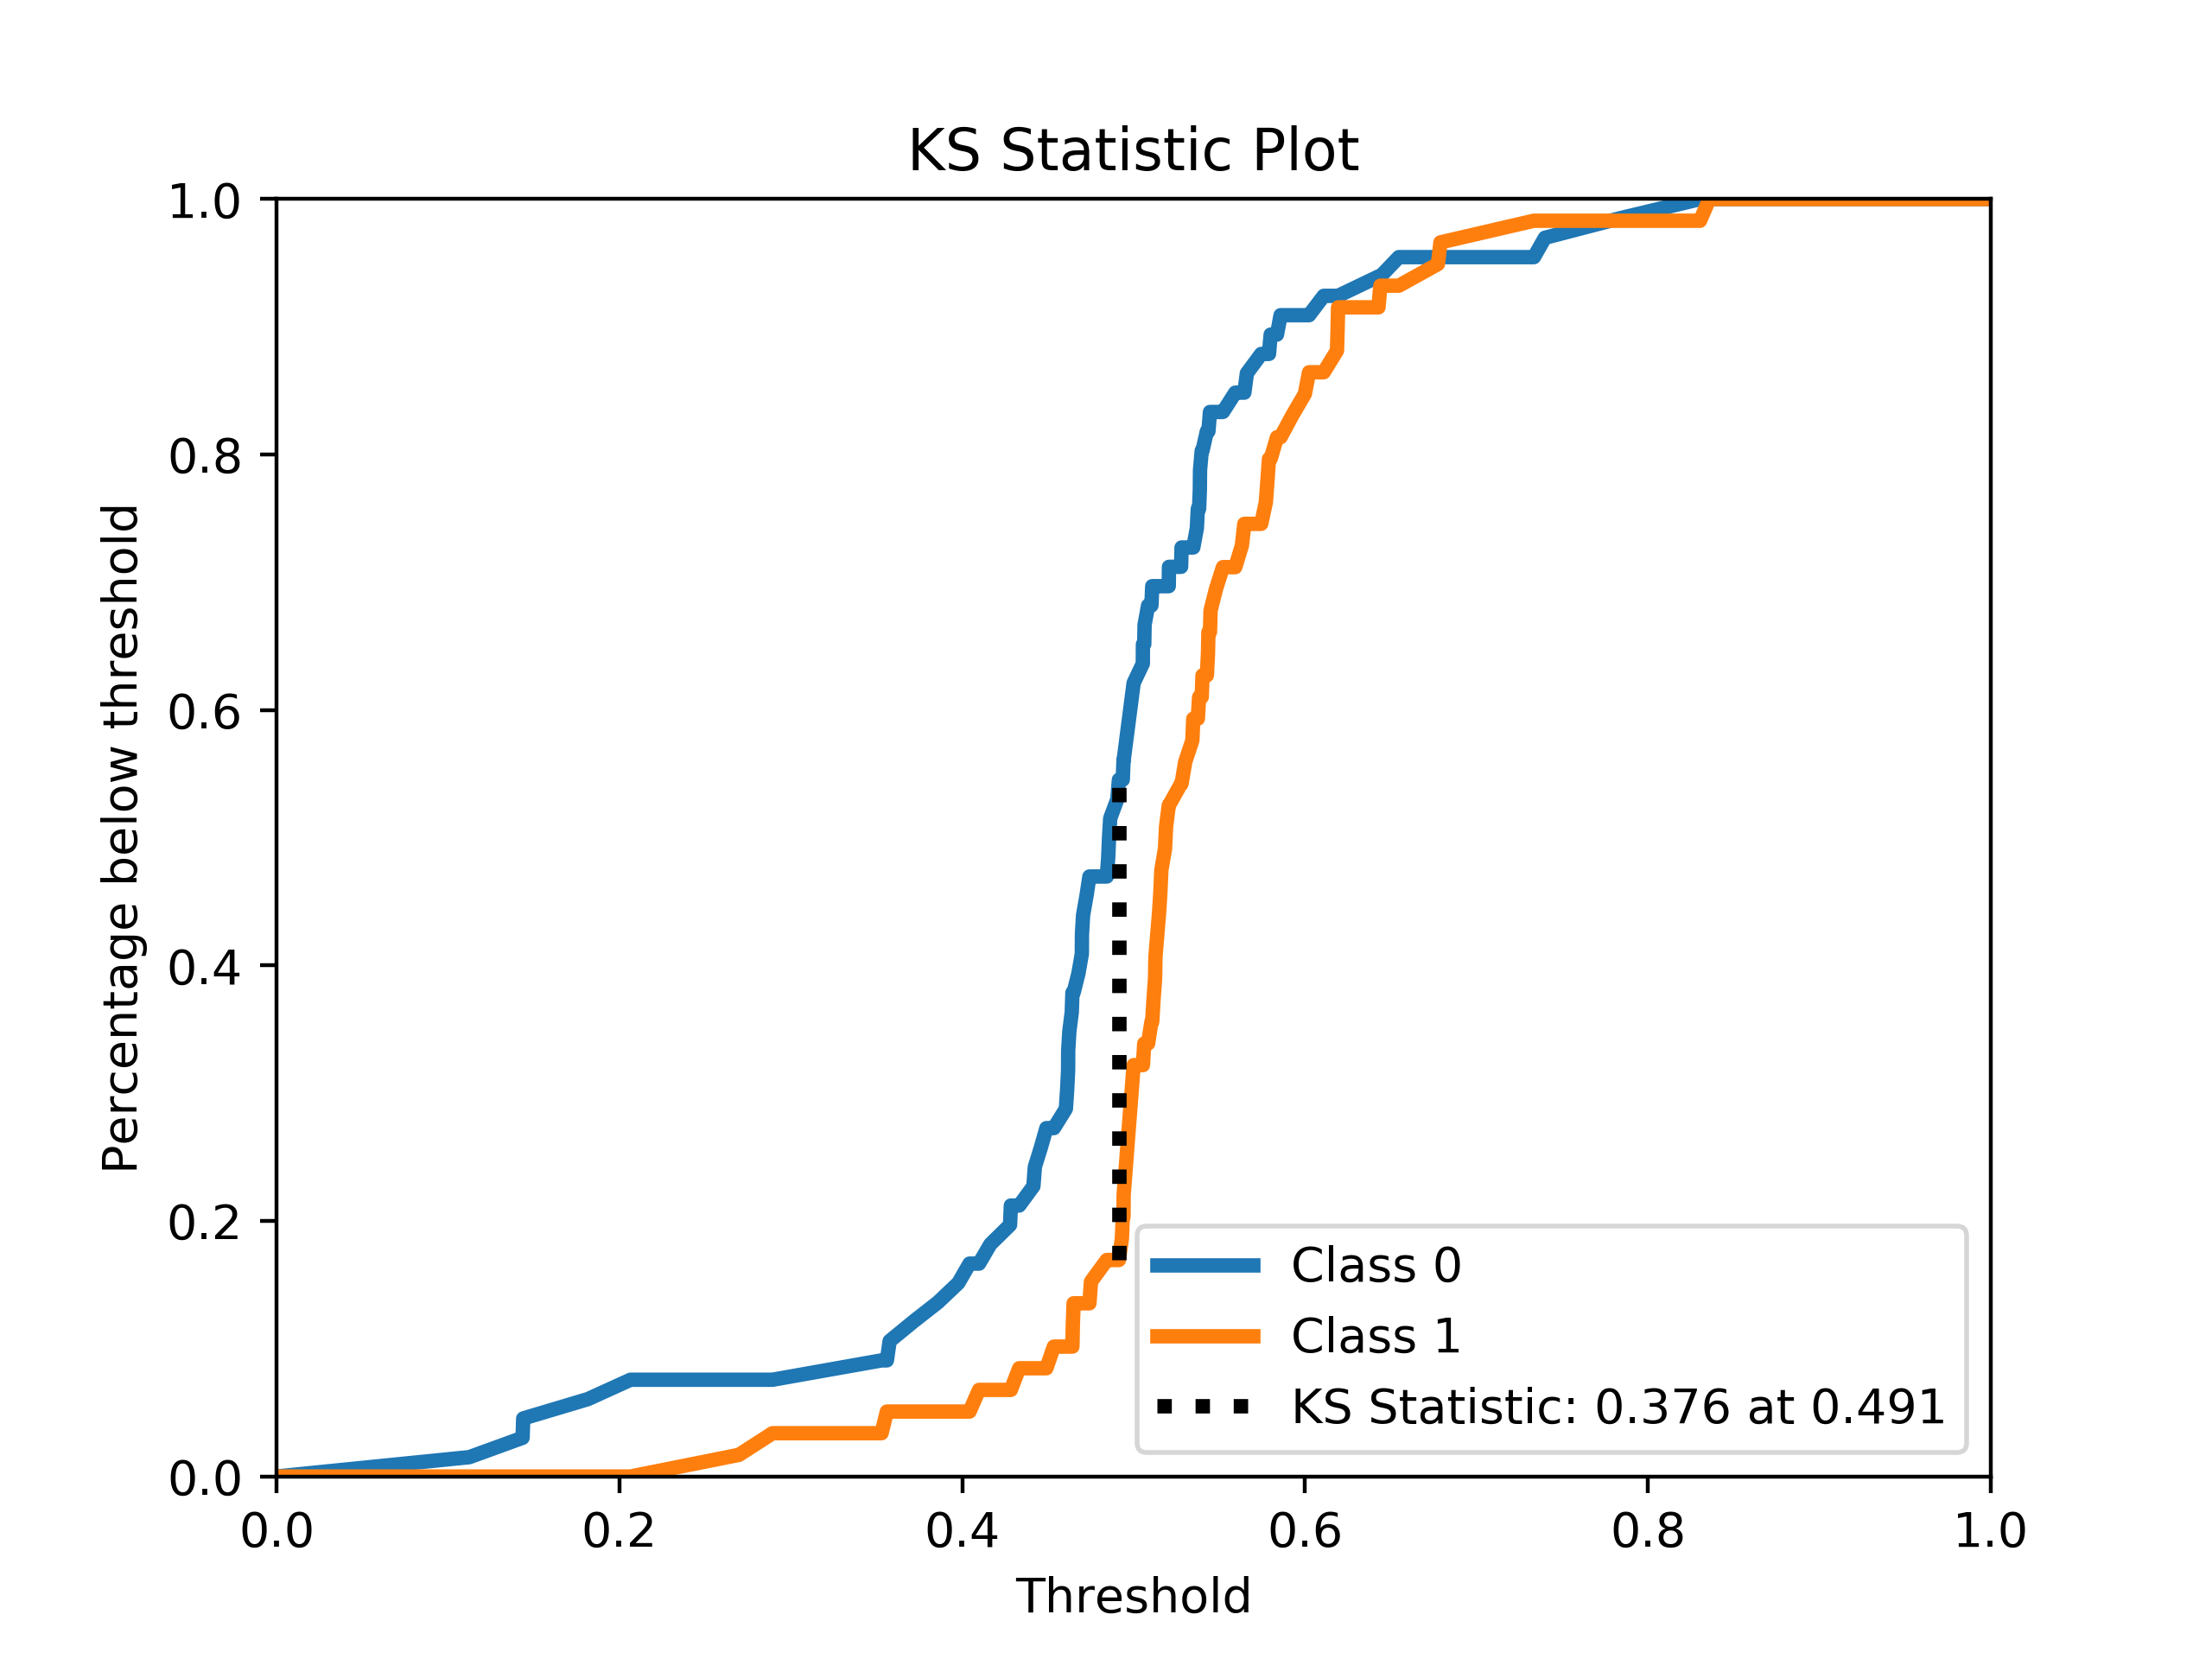 KS Statistic Plot
1.0
0.8
0.6
0.4
0.2
0.0
Percentage below threshold
0.0 0.2 0.4 0.6 0.8 1.0
Threshold
Class 0
Class 1
KS Statistic: 0.376 at 0.491